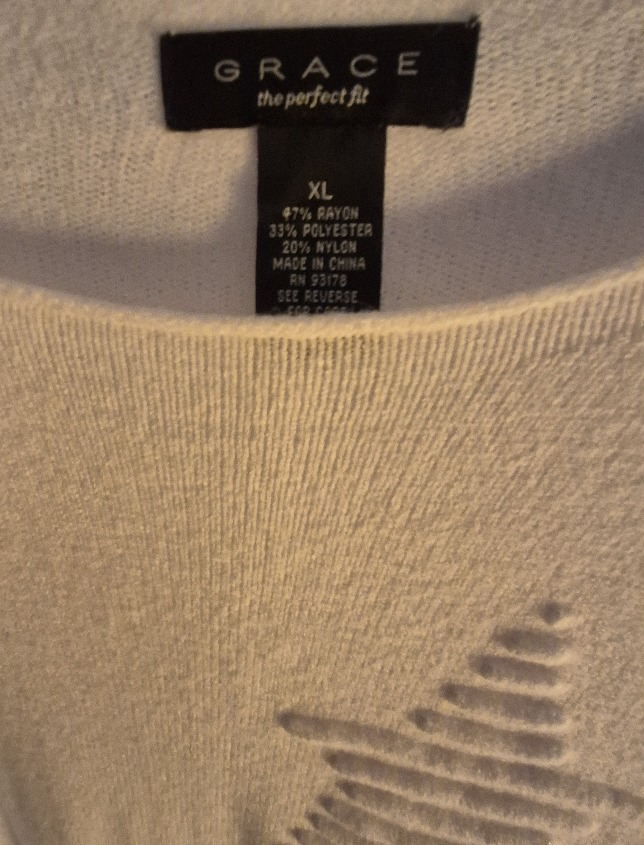 GRACE
the perfect fit
XL
47% RAYON
33% POLYESTER
20% NYLON
MADE IN CHINA
RN 93178
SEE REVERSE